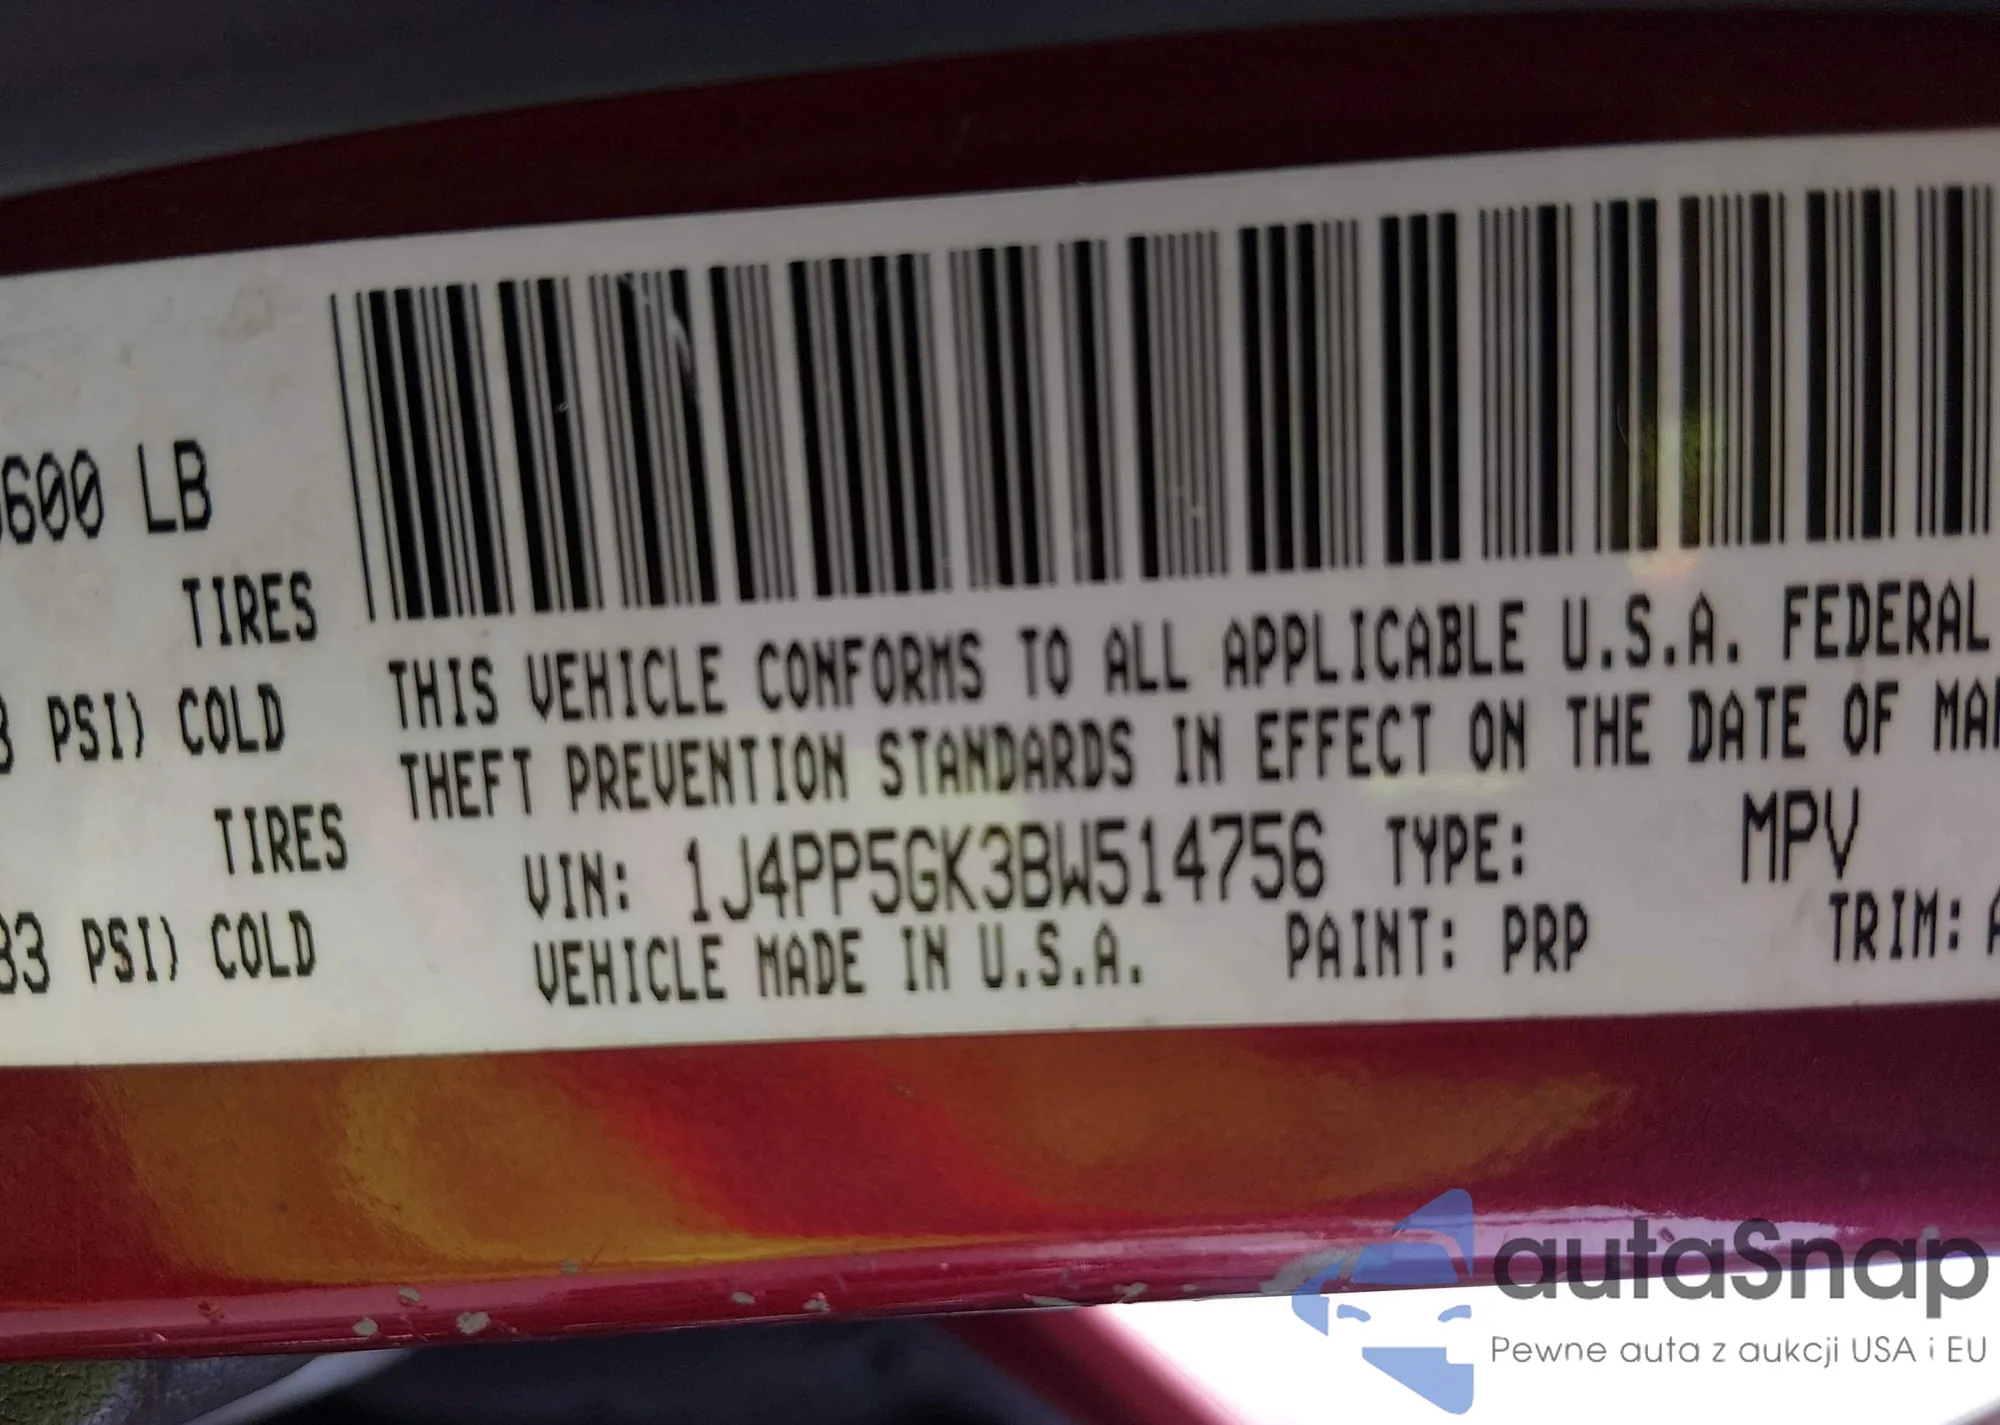 600 LB
TIRES
PSI) COLD
TIRES
33 PSI) COLD
THIS VEHICLE CONFORMS TO ALL APPLICABLE U.S.A. FEDERAL
THEFT PREVENTION STANDARDS IN EFFECT ON THE DATE OF
VIN: 1J4PP5GK3BW514756 TYPE: MPV
VEHICLE MADE IN U.S.A. PAINT: PRP TRIM:
autaSnap
Pewne auta z aukcji USA i EU